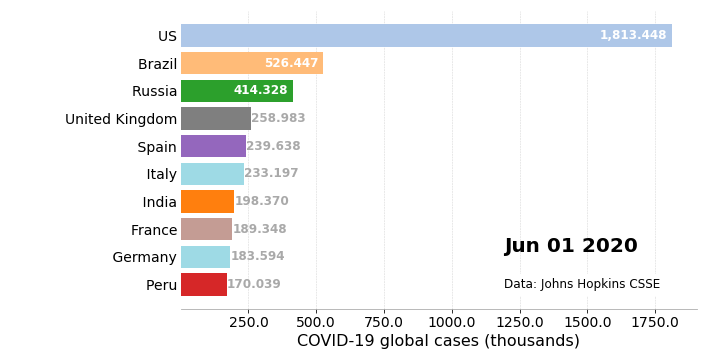 US 1,813.448
Brazil 526.447
Russia 414.328
United Kingdom 258.983
Spain 239.638
Italy 233.197
India 198.370
France 189.348
Germany 183.594
Peru 170.039
Jun 01 2020
Data: Johns Hopkins CSSE
250.0 500.0 750.0 1000.0 1250.0 1500.0 1750.0
COVID-19 global cases (thousands)